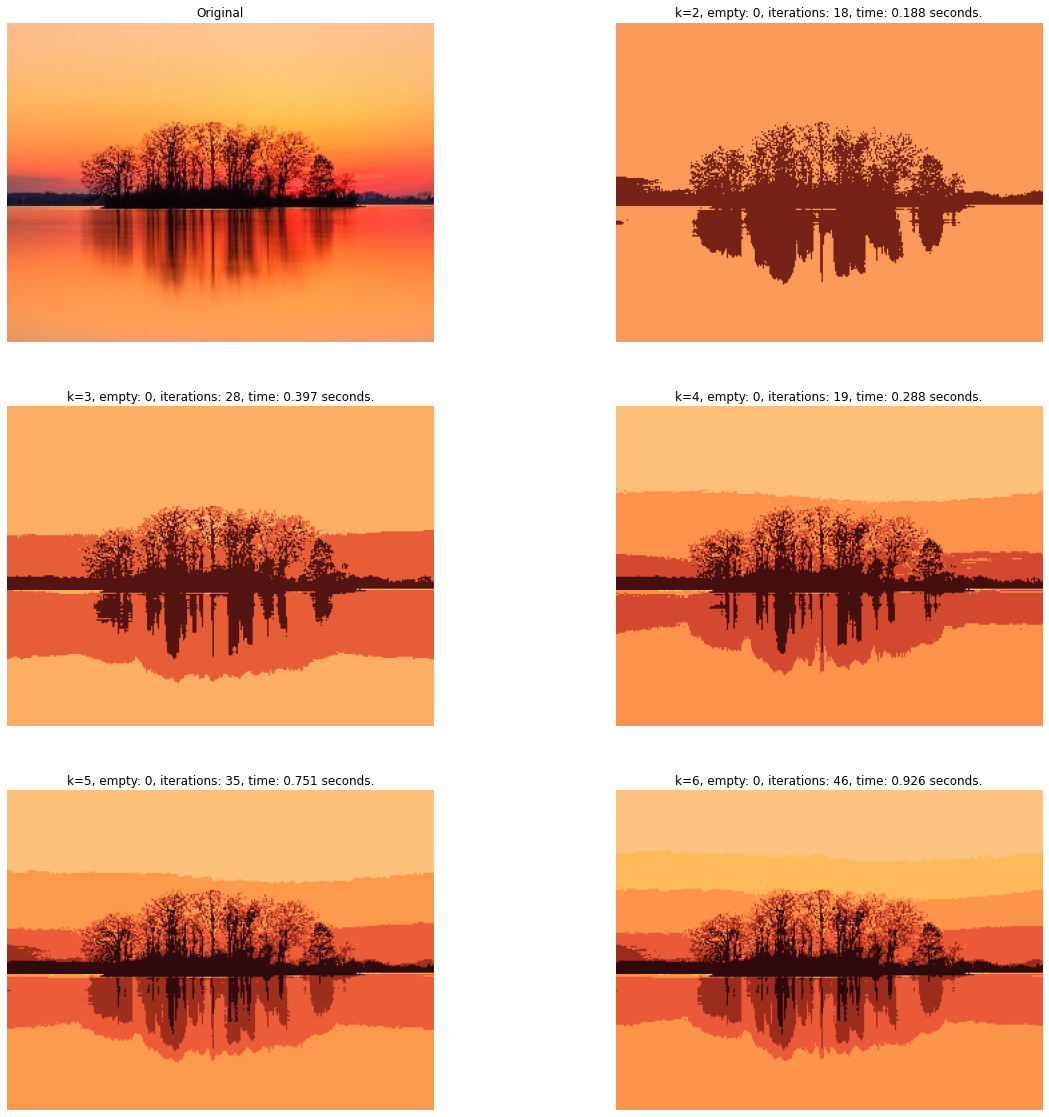 Original
k=2, empty: 0, iterations: 18, time: 0.188 seconds.
k=3, empty: 0, iterations: 28, time: 0.397 seconds.
k=4, empty: 0, iterations: 19, time: 0.288 seconds.
k=5, empty: 0, iterations: 35, time: 0.751 seconds.
k=6, empty: 0, iterations: 46, time: 0.926 seconds.